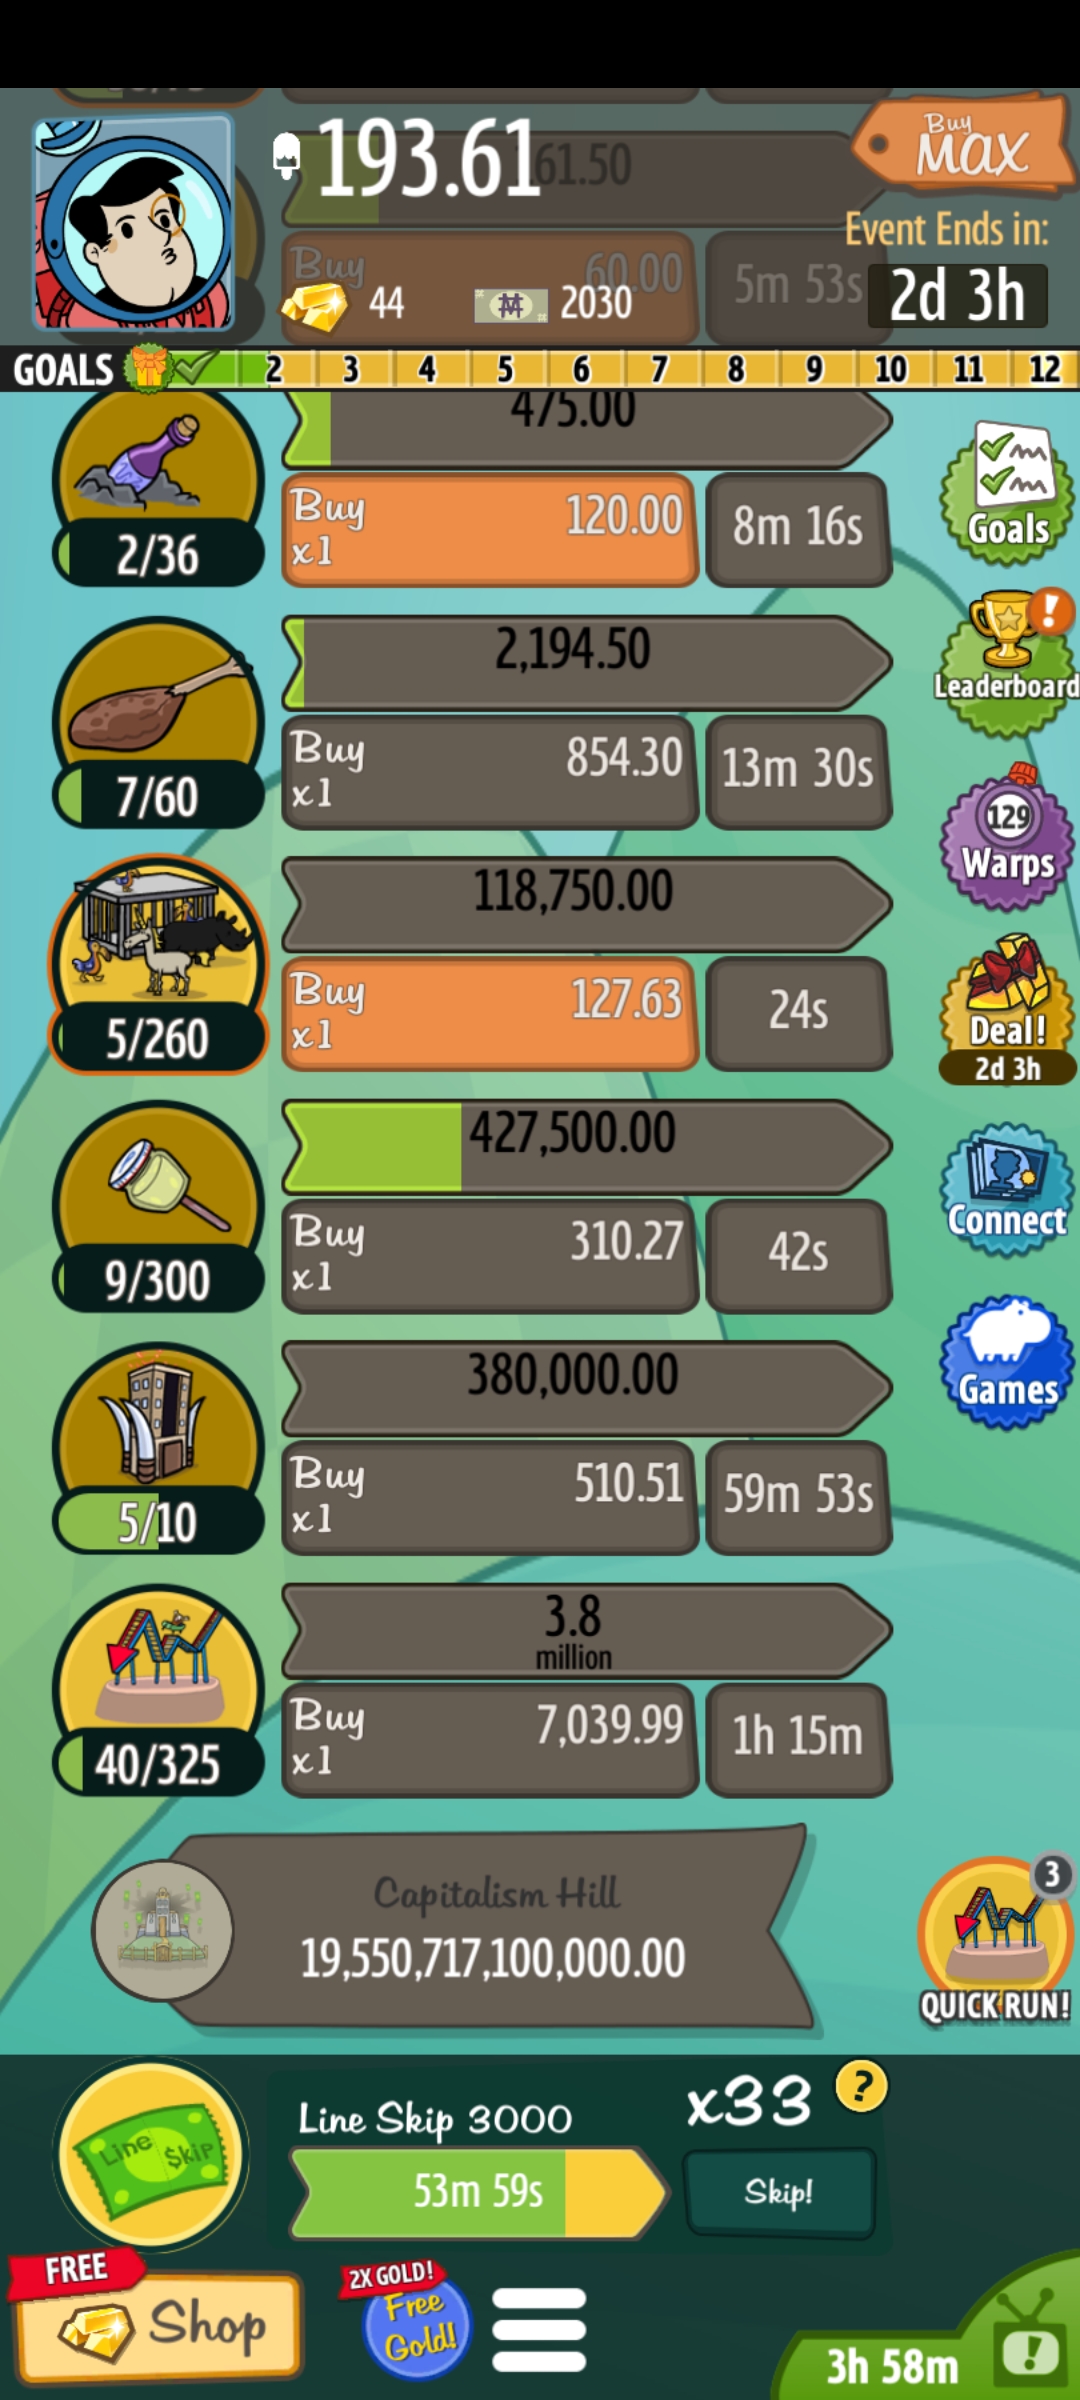 193.61
61.50
Buy
MAX
Event Ends in:
2d 3h
Buy
60.00
5m 53s
44
2030
GOALS
2 3 4 5 6 7 8 9 10 11 12
475.00
Buy
x1
120.00
8m 16s
2/36
Goals
2,194.50
Buy
x1
854.30
13m 30s
7/60
!
Leaderboard
118,750.00
Buy
x1
127.63
24s
5/260
129
Warps
Deal!
2d 3h
427,500.00
Buy
x1
310.27
42s
9/300
Connect
380,000.00
Buy
x1
510.51
59m 53s
5/10
Games
3.8
million
Buy
x1
7,039.99
1h 15m
40/325
Capitalism Hill
19,550,717,100,000.00
3
QUICK RUN!
Line $kip
Line Skip 3000
x33
?
53m 59s
Skip!
FREE
Shop
2X GOLD!
Free
Gold!
3h 58m
!